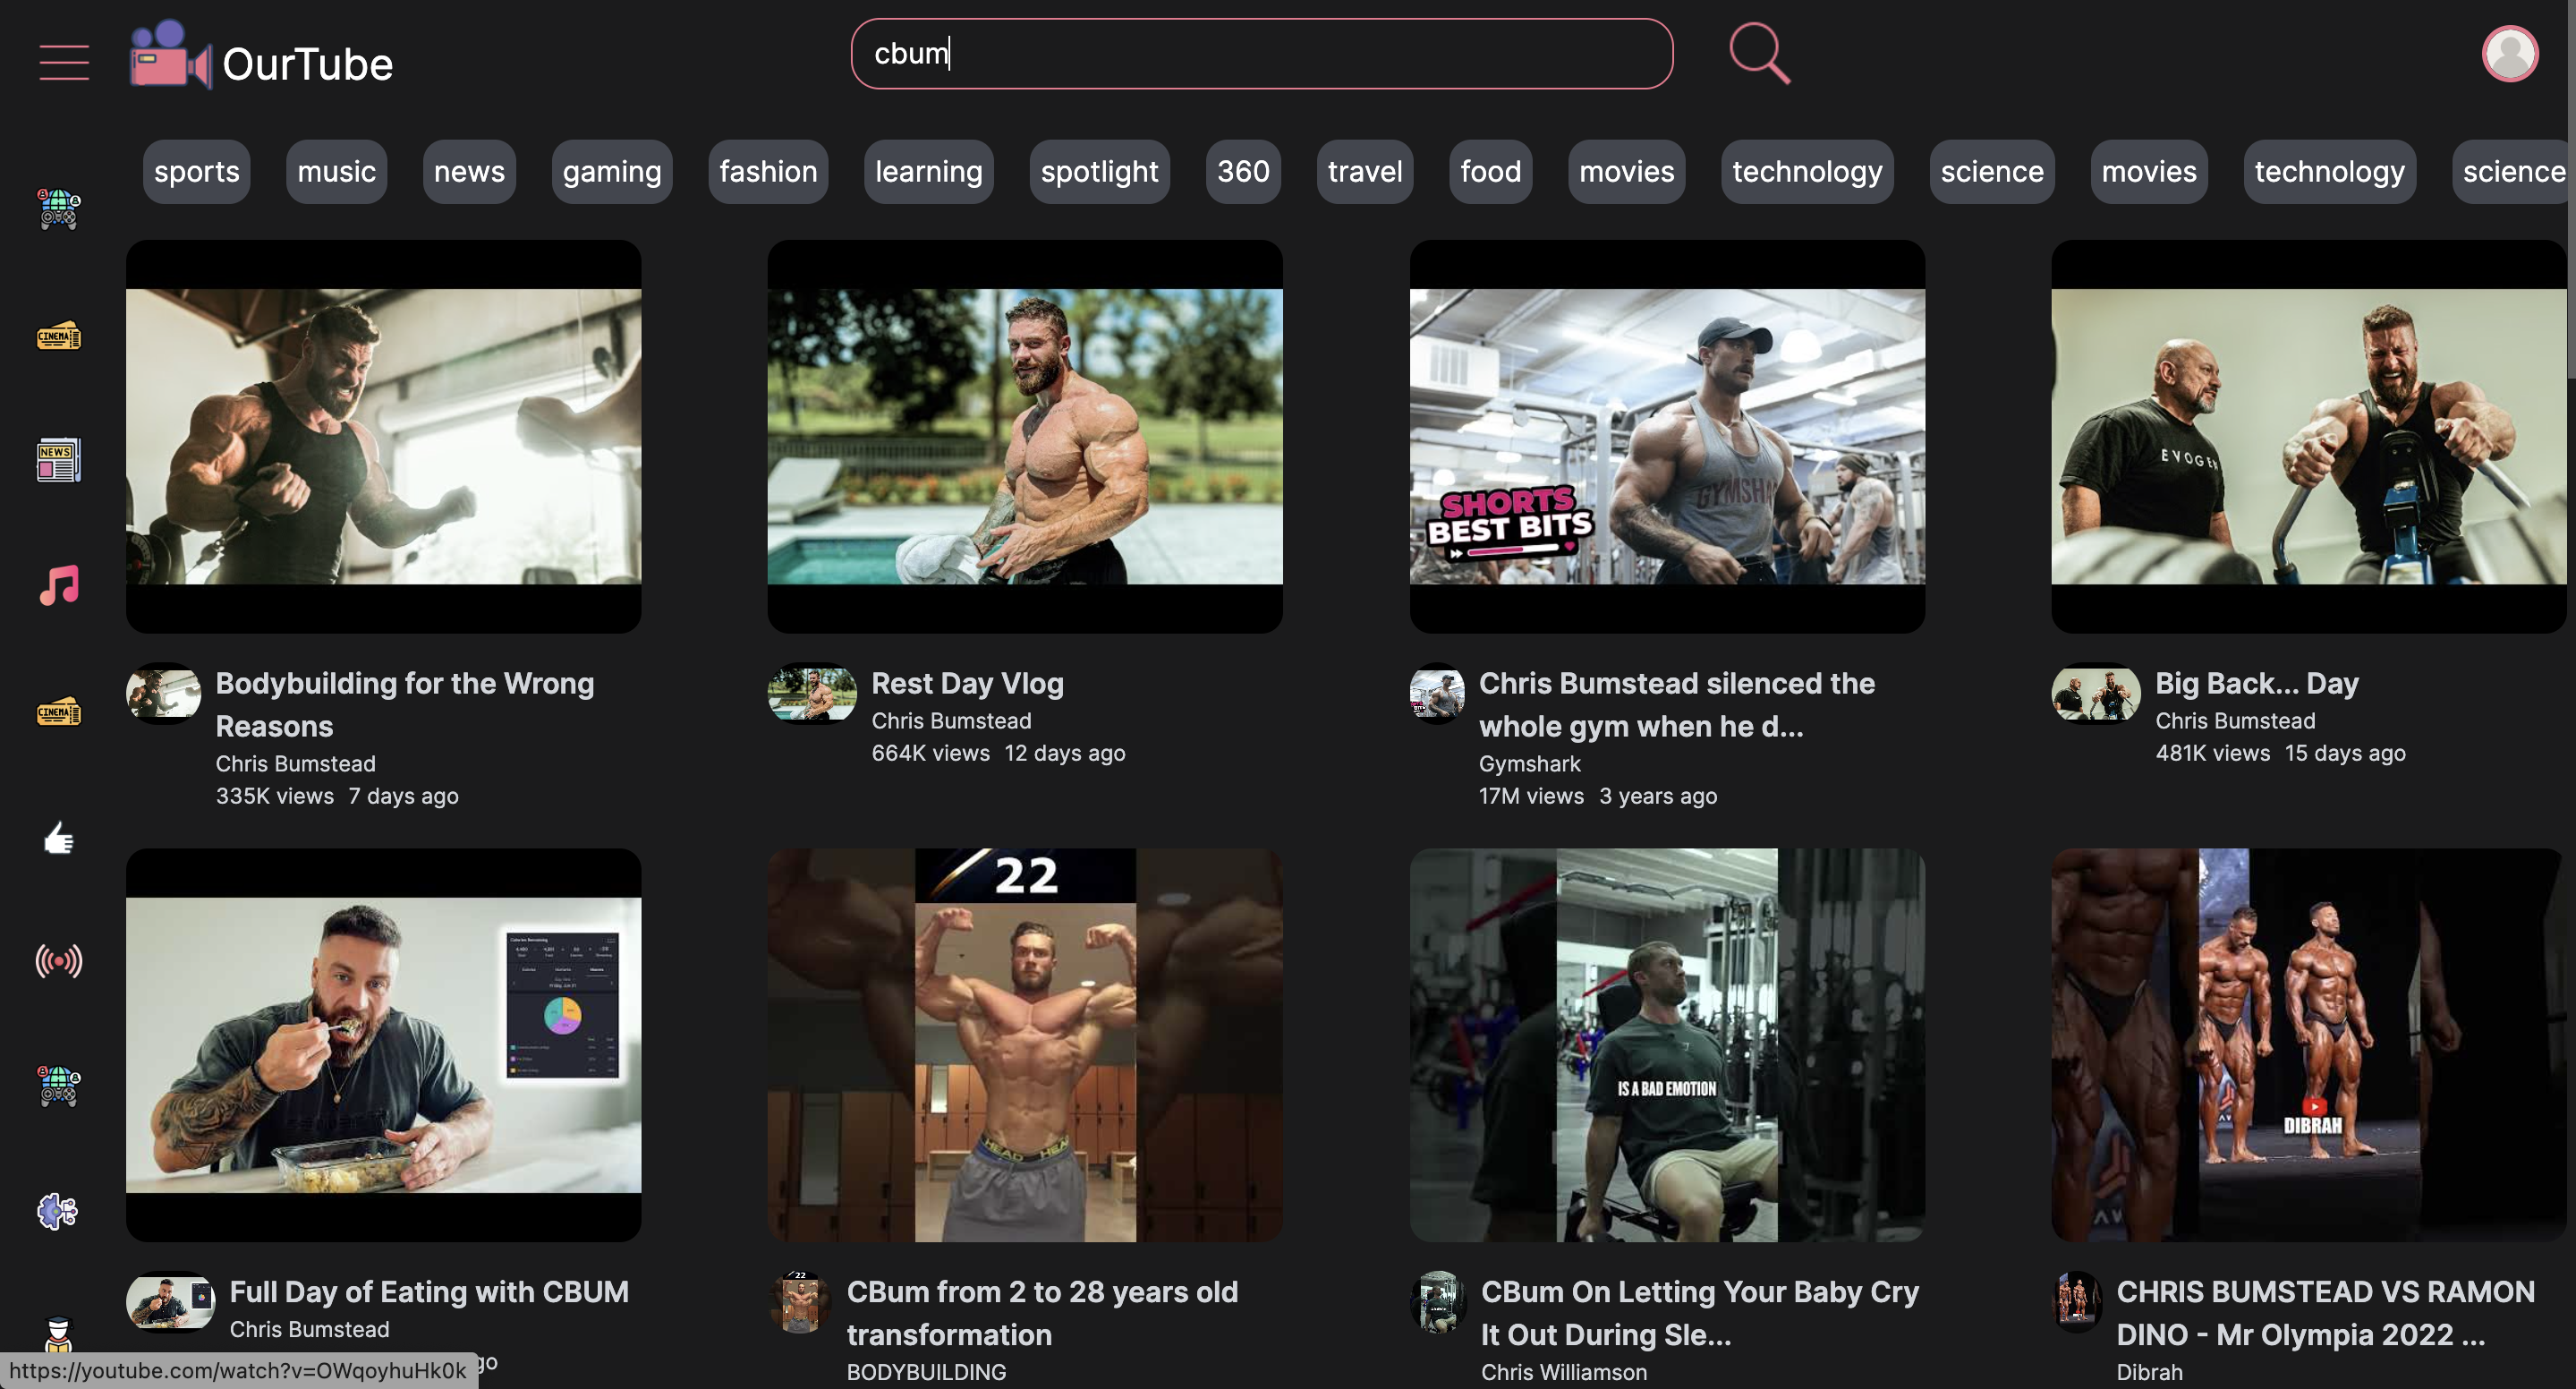 OurTube
cbum
sports music news gaming fashion learning spotlight 360 travel food movies technology science movies technology science
CINEMA
NEWS
CINEMA
SHORTS
BEST BITS
GYMSHA
EVOGEN
Bodybuilding for the Wrong
Reasons
Chris Bumstead
335K views 7 days ago
Rest Day Vlog
Chris Bumstead
664K views 12 days ago
Chris Bumstead silenced the
whole gym when he d...
Gymshark
17M views 3 years ago
Big Back... Day
Chris Bumstead
481K views 15 days ago
22
HEAD HEA
IS A BAD EMOTION
DIBRAH
Full Day of Eating with CBUM
Chris Bumstead
go
CBum from 2 to 28 years old
transformation
BODYBUILDING
CBum On Letting Your Baby Cry
It Out During Sle...
Chris Williamson
CHRIS BUMSTEAD VS RAMON
DINO - Mr Olympia 2022 ...
Dibrah
https://youtube.com/watch?v=OWqoyhuHk0k